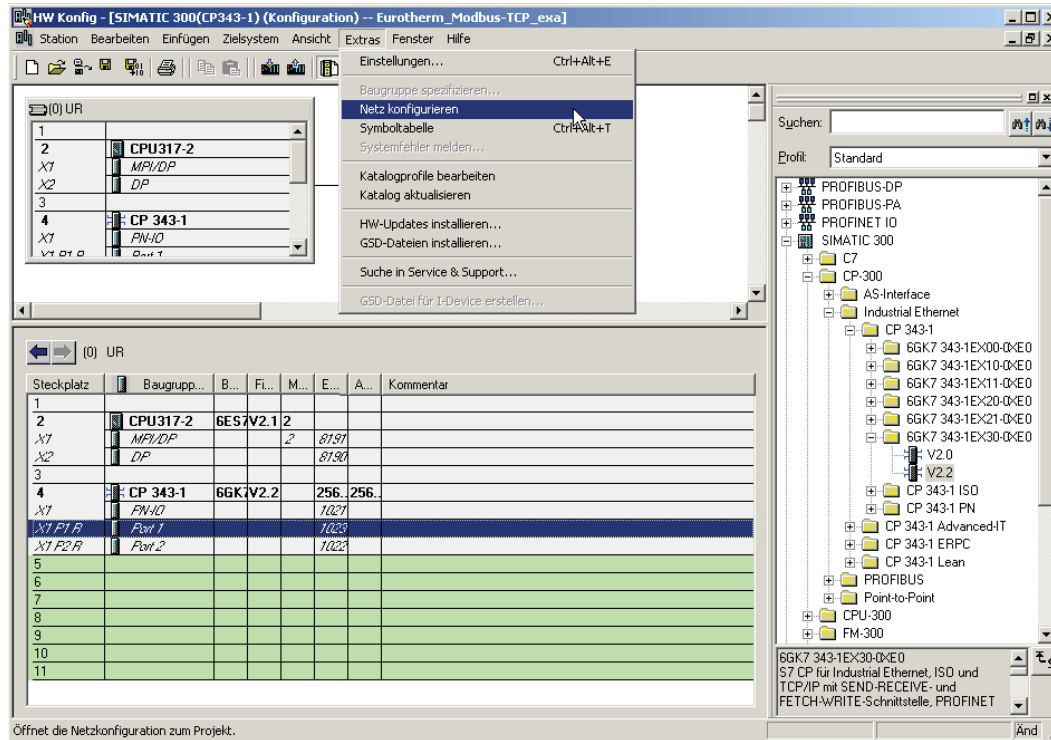 HW Konfig - [SIMATIC 300(CP343-1) (Konfiguration) -- Eurotherm_Modbus-TCP_exa]
Station Bearbeiten Einfügen Zielsystem Ansicht Extras Fenster Hilfe
Einstellungen... Ctrl+Alt+E
Baugruppe spezifizieren...
Netz konfigurieren
Symboltabelle Ctrl+Alt+T
Systemfehler melden...
Katalogprofile bearbeiten
Katalog aktualisieren
HW-Updates installieren...
GSD-Dateien installieren...
Suche in Service & Support...
GSD-Datei für I-Device erstellen...
(0) UR
1
2 CPU317-2
X1 MPI/DP
X2 DP
3
4 CP 343-1
X1 PN-IO
X1 P1 R Port 1
(0) UR
Steckplatz Baugrupp... B... Fi... M... E... A... Kommentar
1
2 CPU317-2 6ES7 V2.1 2
X1 MPI/DP 2 8191
X2 DP 8190
3
4 CP 343-1 6GK7 V2.2 256.. 256..
X1 PN-IO 1021
X1 P1 R Port 1 1023
X1 P2 R Port 2 1022
5
6
7
8
9
10
11
Suchen:
Profil: Standard
PROFIBUS-DP
PROFIBUS-PA
PROFINET IO
SIMATIC 300
C7
CP-300
AS-Interface
Industrial Ethernet
CP 343-1
6GK7 343-1EX00-0XE0
6GK7 343-1EX10-0XE0
6GK7 343-1EX11-0XE0
6GK7 343-1EX20-0XE0
6GK7 343-1EX21-0XE0
6GK7 343-1EX30-0XE0
V2.0
V2.2
CP 343-1 ISO
CP 343-1 PN
CP 343-1 Advanced-IT
CP 343-1 ERPC
CP 343-1 Lean
PROFIBUS
Point-to-Point
CPU-300
FM-300
6GK7 343-1EX30-0XE0
S7 CP für Industrial Ethernet, ISO und
TCP/IP mit SEND-RECEIVE- und
FETCH-WRITE-Schnittstelle, PROFINET
Öffnet die Netzkonfiguration zum Projekt.
Änd